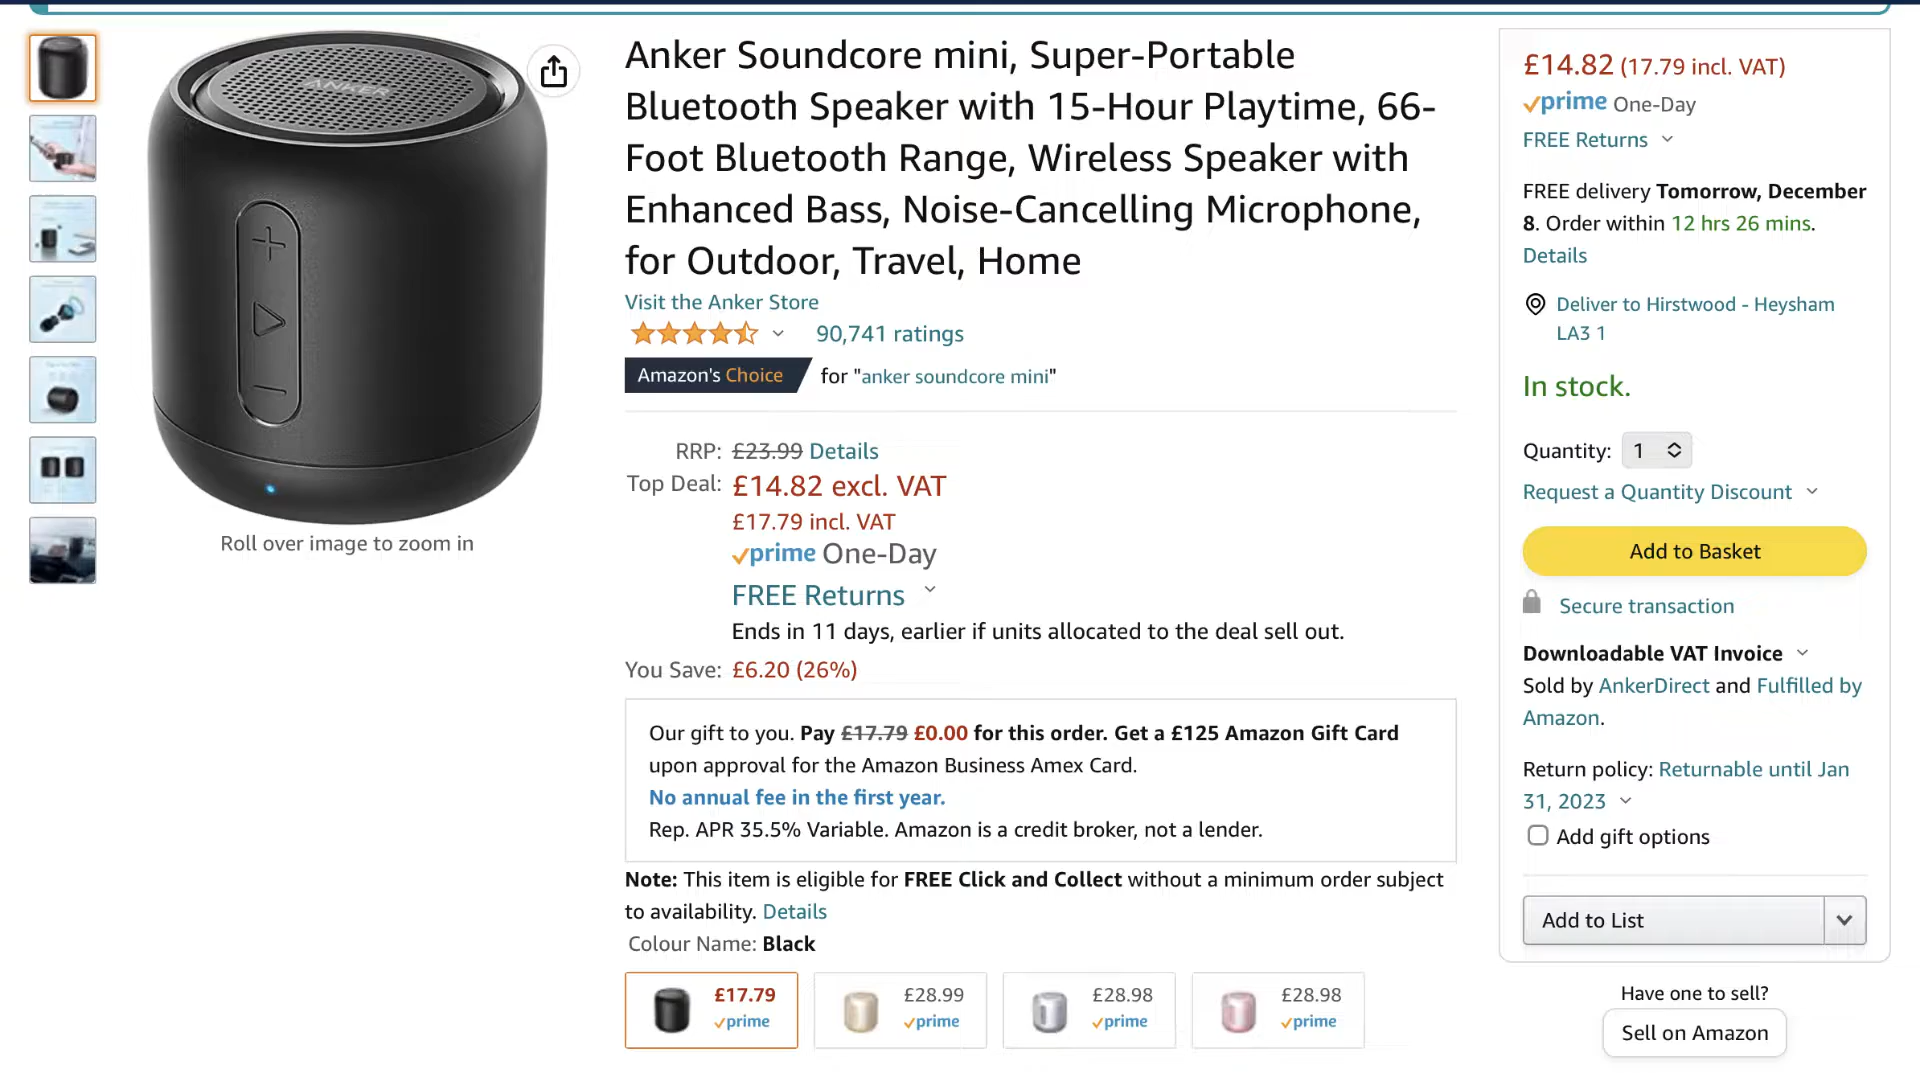 ANKER
Roll over image to zoom in
Anker Soundcore mini, Super-Portable
Bluetooth Speaker with 15-Hour Playtime, 66-
Foot Bluetooth Range, Wireless Speaker with
Enhanced Bass, Noise-Cancelling Microphone,
for Outdoor, Travel, Home
Visit the Anker Store
90,741 ratings
Amazon's Choice for "anker soundcore mini"
RRP: £23.99 Details
Top Deal: £14.82 excl. VAT
£17.79 incl. VAT
prime One-Day
FREE Returns
Ends in 11 days, earlier if units allocated to the deal sell out.
You Save: £6.20 (26%)
Our gift to you. Pay £17.79 £0.00 for this order. Get a £125 Amazon Gift Card
upon approval for the Amazon Business Amex Card.
No annual fee in the first year.
Rep. APR 35.5% Variable. Amazon is a credit broker, not a lender.
Note: This item is eligible for FREE Click and Collect without a minimum order subject
to availability. Details
Colour Name: Black
£17.79 £28.99 £28.98 £28.98
prime prime prime prime
£14.82 (17.79 incl. VAT)
prime One-Day
FREE Returns
FREE delivery Tomorrow, December
8. Order within 12 hrs 26 mins.
Details
Deliver to Hirstwood - Heysham
LA3 1
In stock.
Quantity: 1
Request a Quantity Discount
Add to Basket
Secure transaction
Downloadable VAT Invoice
Sold by AnkerDirect and Fulfilled by
Amazon.
Return policy: Returnable until Jan
31, 2023
Add gift options
Add to List
Have one to sell?
Sell on Amazon